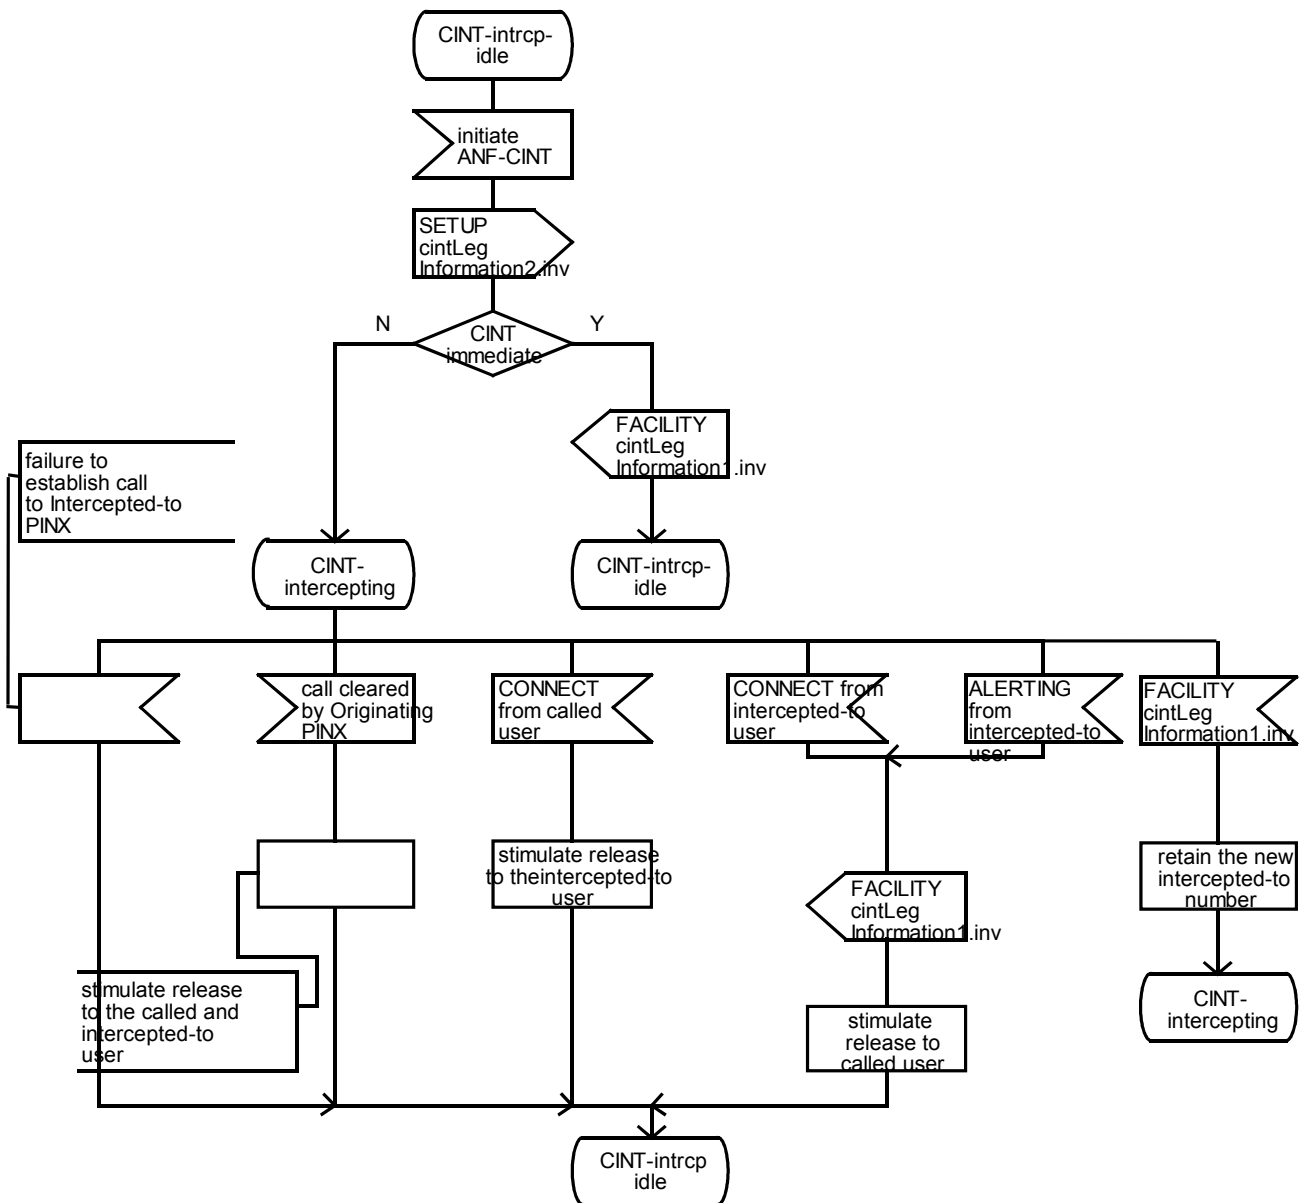 CINT-intrcp-
idle
initiate
ANF-CINT
SETUP
cintLeg
Information2.inv
N
Y
CINT
immediate
FACILITY
cintLeg
Information1.inv
failure to
establish call
to Intercepted-to
PINX
CINT-
intercepting
CINT-intrcp-
idle
call cleared
by Originating
PINX
CONNECT
from called
user
CONNECT from
intercepted-to
user
ALERTING
from
intercepted-to
user
FACILITY
cintLeg
Information1.inv
stimulate release
to theintercepted-to
user
FACILITY
cintLeg
Information1.inv
retain the new
intercepted-to
number
stimulate release
to the called and
intercepted-to
user
stimulate
release to
called user
CINT-
intercepting
CINT-intrcp
idle